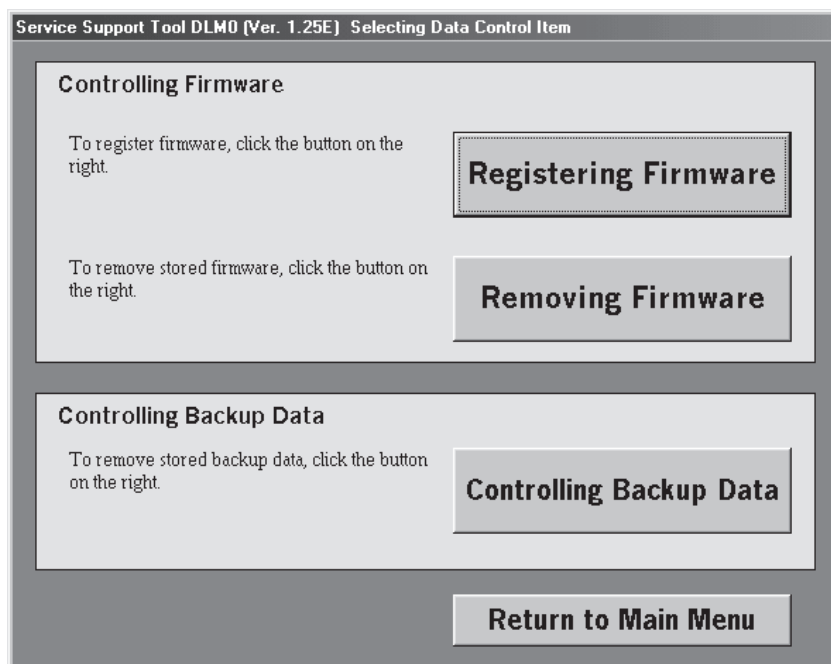 Service Support Tool DLM0 (Ver. 1.25E) Selecting Data Control Item
Controlling Firmware
To register firmware, click the button on the
right.
Registering Firmware
To remove stored firmware, click the button on
the right.
Removing Firmware
Controlling Backup Data
To remove stored backup data, click the button
on the right.
Controlling Backup Data
Return to Main Menu